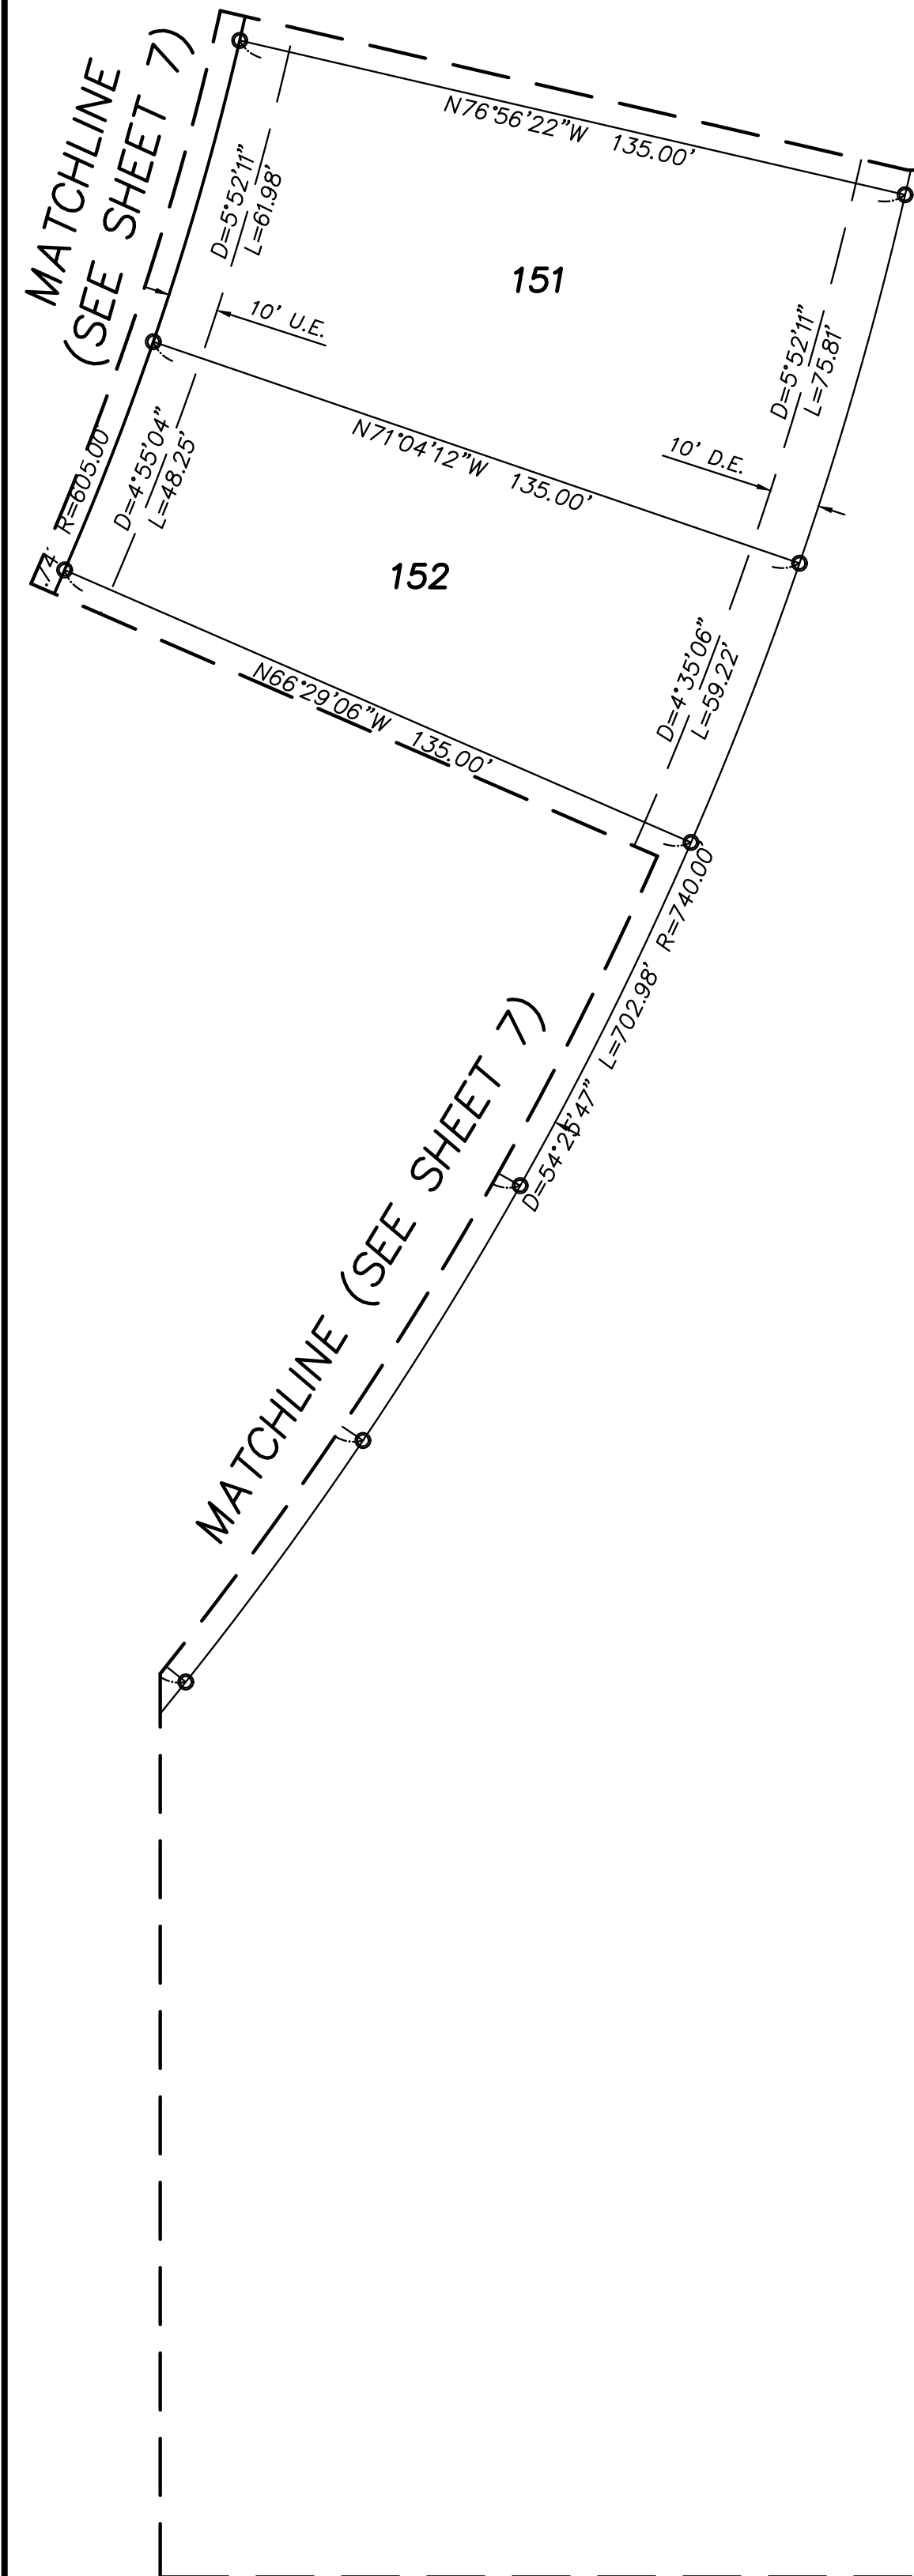 MATCHLINE
(SEE SHEET 7)
N76°56'22"W 135.00'
D=5°52'11"
L=61.98'
151
10' U.E.
D=5°52'11"
L=75.81'
N71°04'12"W 135.00'
10' D.E.
R=605.00'
.74'
D=4°55'04"
L=48.25'
152
D=4°35'06"
L=59.22'
N66°29'06"W 135.00'
D=54°25'47" L=702.98' R=740.00'
MATCHLINE (SEE SHEET 7)